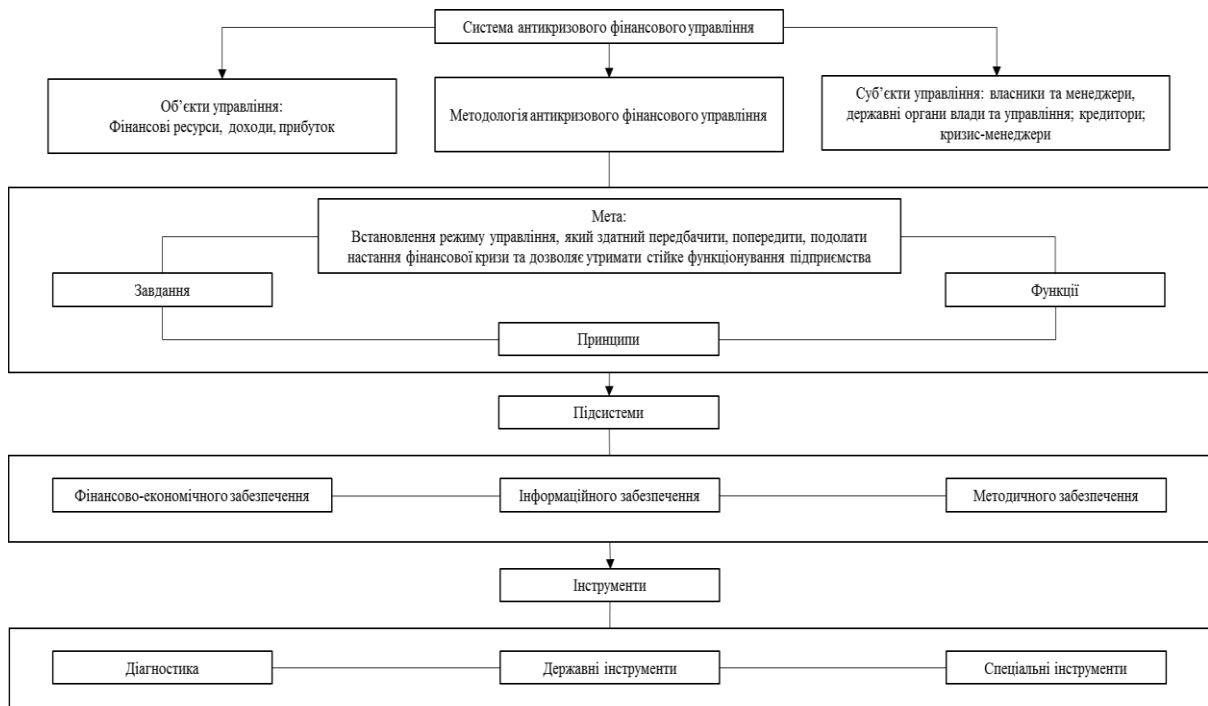 Система антикризового фінансового управління
Об’єкти управління:
Фінансові ресурси, доходи, прибуток
Методологія антикризового фінансового управління
Суб’єкти управління: власники та менеджери,
державні органи влади та управління; кредитори;
кризис-менеджери
Мета:
Встановлення режиму управління, який здатний передбачити, попередити, подолати
настання фінансової кризи та дозволяє утримати стійке функціонування підприємства
Завдання
Функції
Принципи
Підсистеми
Фінансово-економічного забезпечення
Інформаційного забезпечення
Методичного забезпечення
Інструменти
Діагностика
Державні інструменти
Спеціальні інструменти